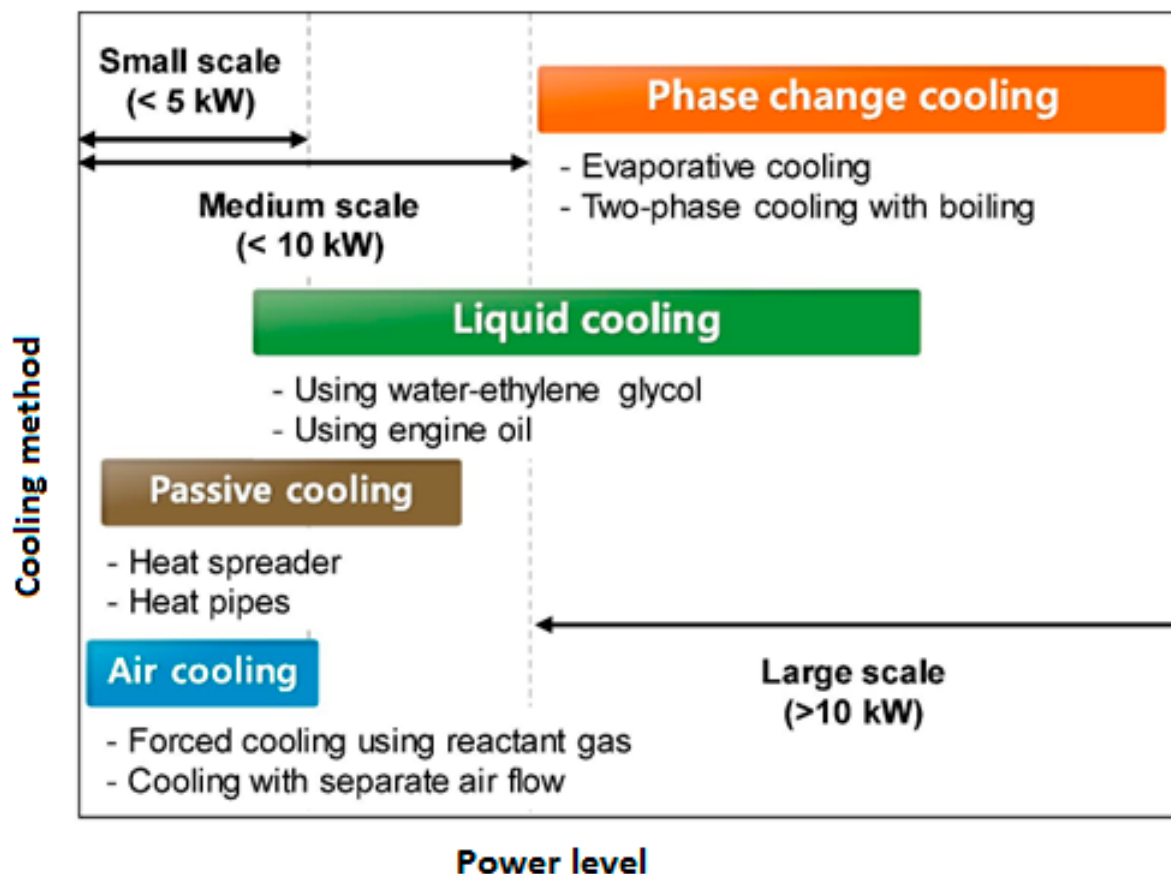 Small scale
(< 5 kW)
Phase change cooling
- Evaporative cooling
- Two-phase cooling with boiling
Medium scale
(< 10 kW)
Liquid cooling
- Using water-ethylene glycol
- Using engine oil
Cooling method
Passive cooling
- Heat spreader
- Heat pipes
Air cooling
Large scale
(>10 kW)
- Forced cooling using reactant gas
- Cooling with separate air flow
Power level